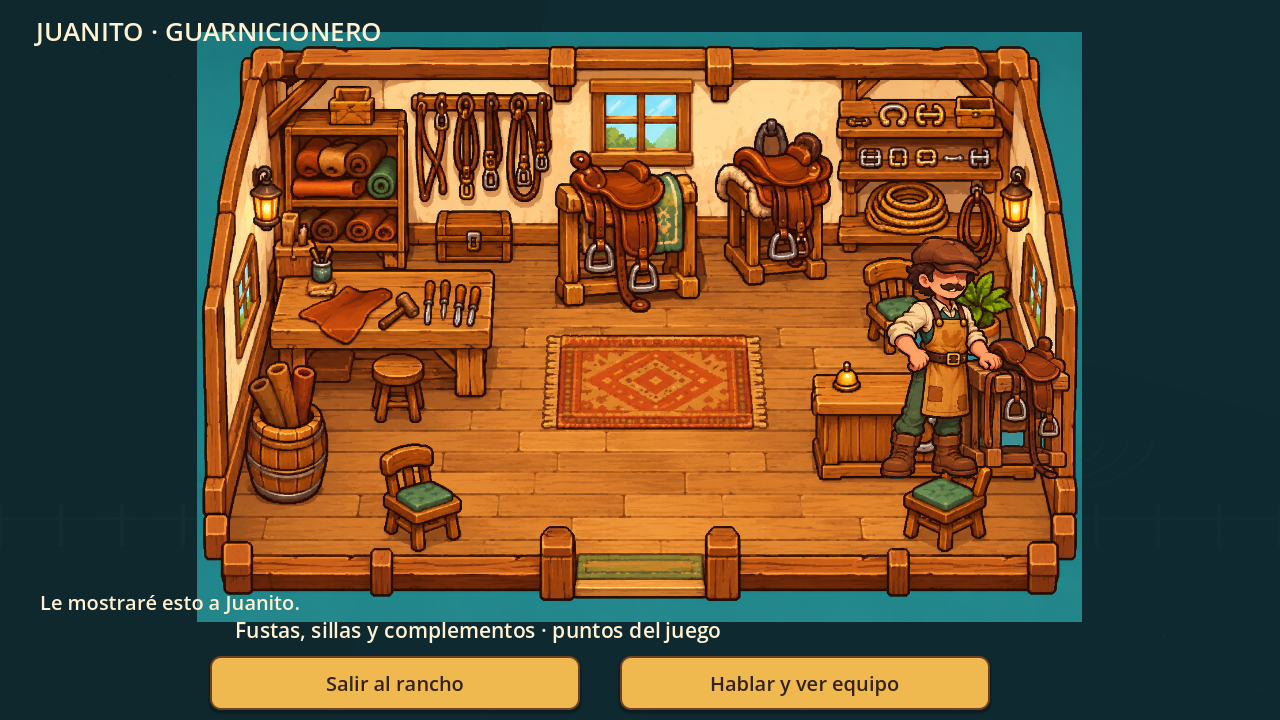 JUANITO · GUARNICIONERO
Le mostraré esto a Juanito.
Fustas, sillas y complementos · puntos del juego
Salir al rancho
Hablar y ver equipo